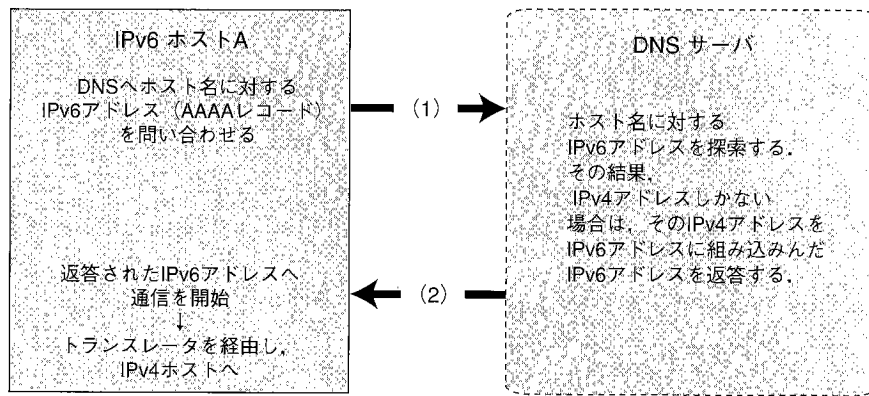 IPv6 ホストA
DNSへホスト名に対する
IPv6アドレス（AAAAレコード）
を問い合わせる
(1)
返答されたIPv6アドレスへ
通信を開始
↓
トランスレータを経由し，
IPv4ホストへ
(2)
DNS サーバ
ホスト名に対する
IPv6アドレスを探索する．
その結果，
IPv4アドレスしかない
場合は，そのIPv4アドレスを
IPv6アドレスに組み込みんだ
IPv6アドレスを返答する．